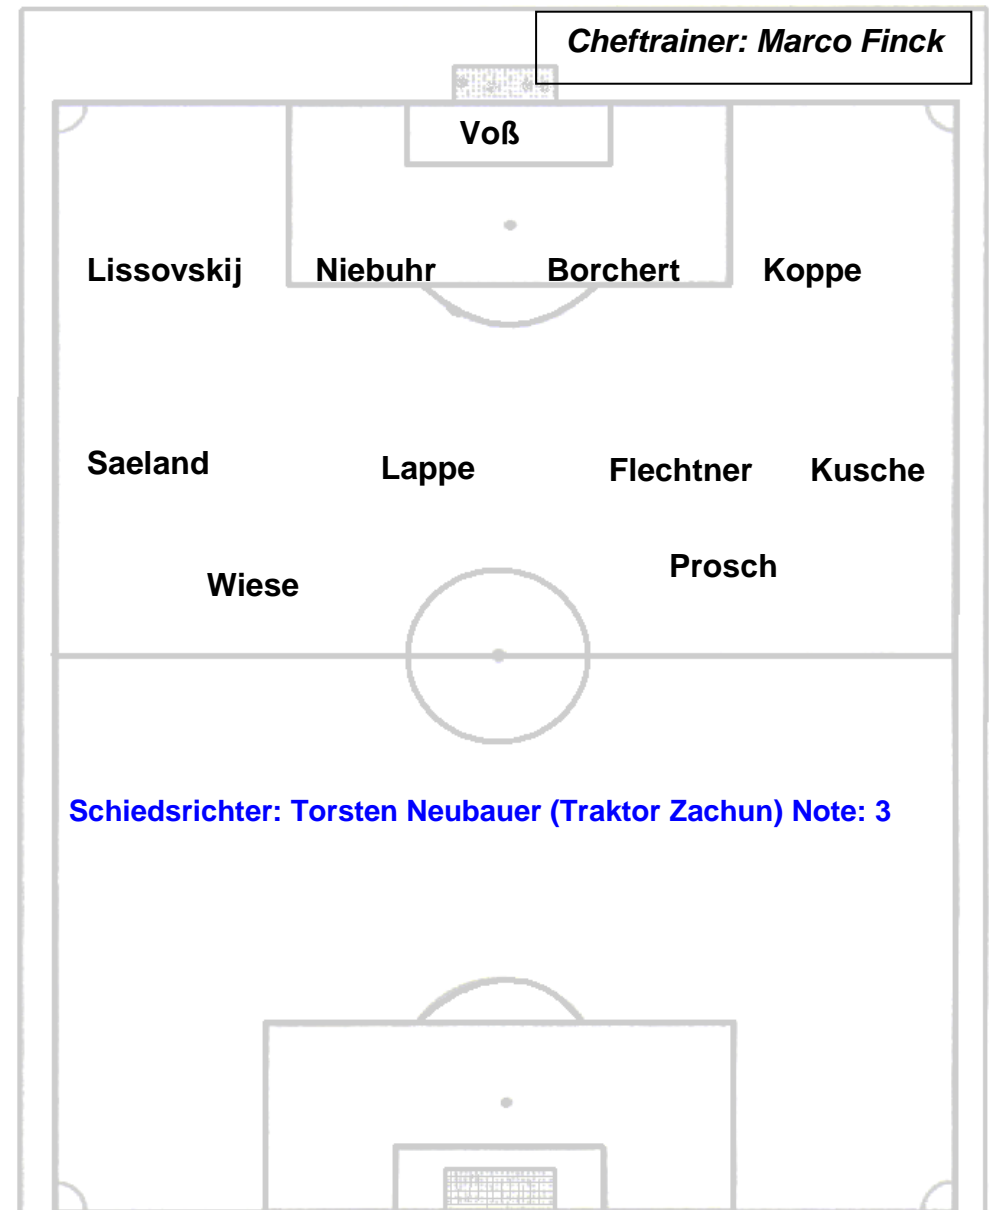 Cheftrainer: Marco Finck
Voß
Lissovskij Niebuhr Borchert Koppe
Saeland Lappe Flechtner Kusche
Wiese Prosch
Schiedsrichter: Torsten Neubauer (Traktor Zachun) Note: 3